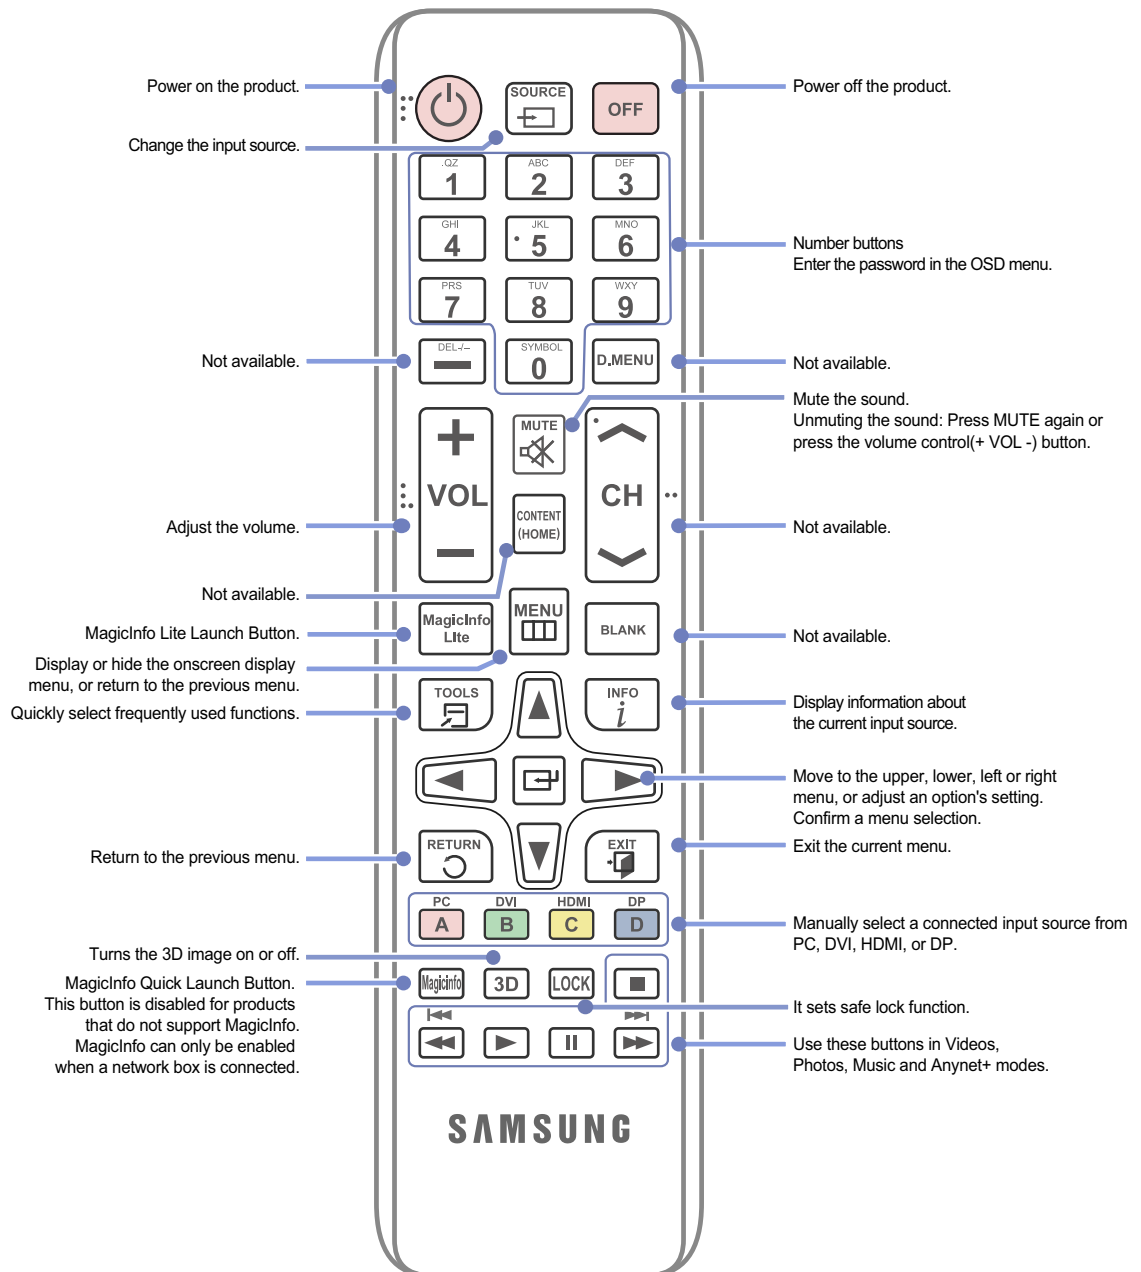 Power on the product.
SOURCE
OFF
Power off the product.
Change the input source.
.QZ
1
ABC
2
DEF
3
GHI
4
JKL
5
MNO
6
Number buttons
Enter the password in the OSD menu.
PRS
7
TUV
8
WXY
9
Not available.
DEL-/--
SYMBOL
0
D.MENU
Not available.
Mute the sound.
Unmuting the sound: Press MUTE again or
press the volume control(+ VOL -) button.
MUTE
VOL
CH
Adjust the volume.
CONTENT
(HOME)
Not available.
Not available.
MagicInfo Lite Launch Button.
MagicInfo
LIte
MENU
BLANK
Not available.
Display or hide the onscreen display
menu, or return to the previous menu.
Quickly select frequently used functions.
TOOLS
INFO
i
Display information about
the current input source.
Move to the upper, lower, left or right
menu, or adjust an option's setting.
Confirm a menu selection.
Return to the previous menu.
RETURN
EXIT
Exit the current menu.
PC
DVI
HDMI
DP
A
B
C
D
Manually select a connected input source from
PC, DVI, HDMI, or DP.
Turns the 3D image on or off.
MagicInfo Quick Launch Button.
This button is disabled for products
that do not support MagicInfo.
MagicInfo can only be enabled
when a network box is connected.
Magicinfo
3D
LOCK
It sets safe lock function.
Use these buttons in Videos,
Photos, Music and Anynet+ modes.
SAMSUNG